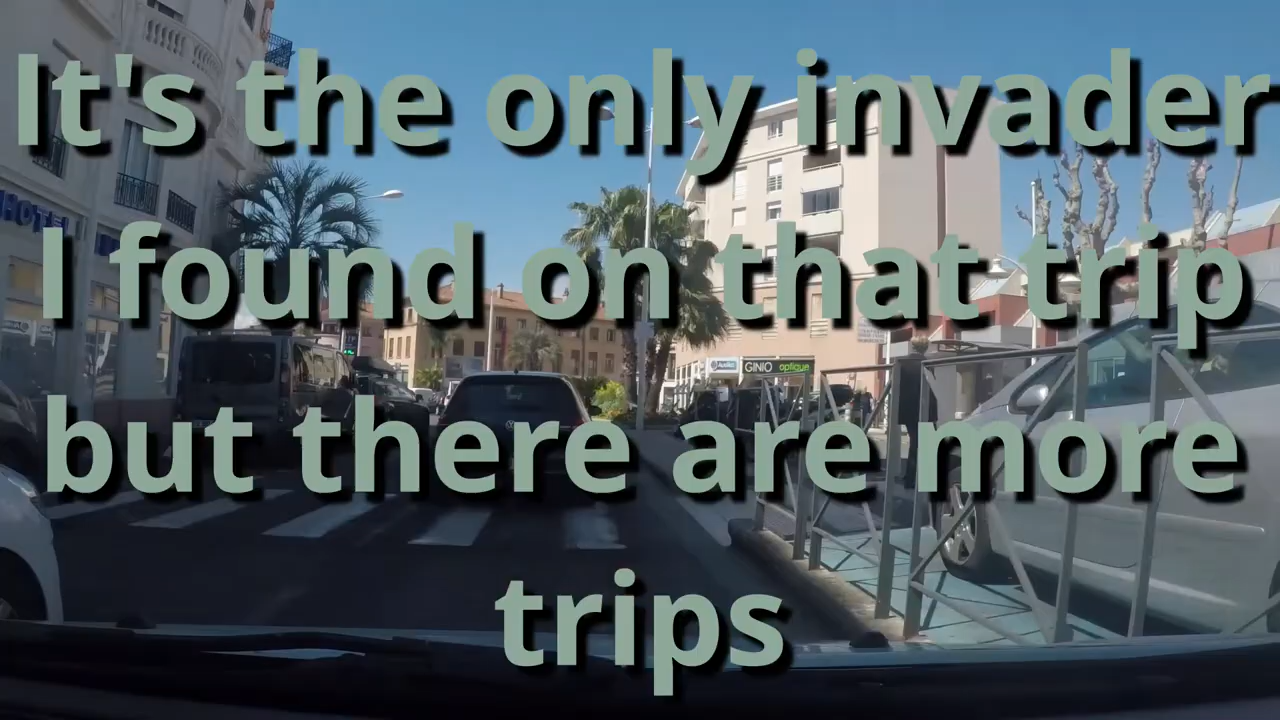 It's the only invader
I found on that trip
but there are more
trips
HOTEL
GINIO optique